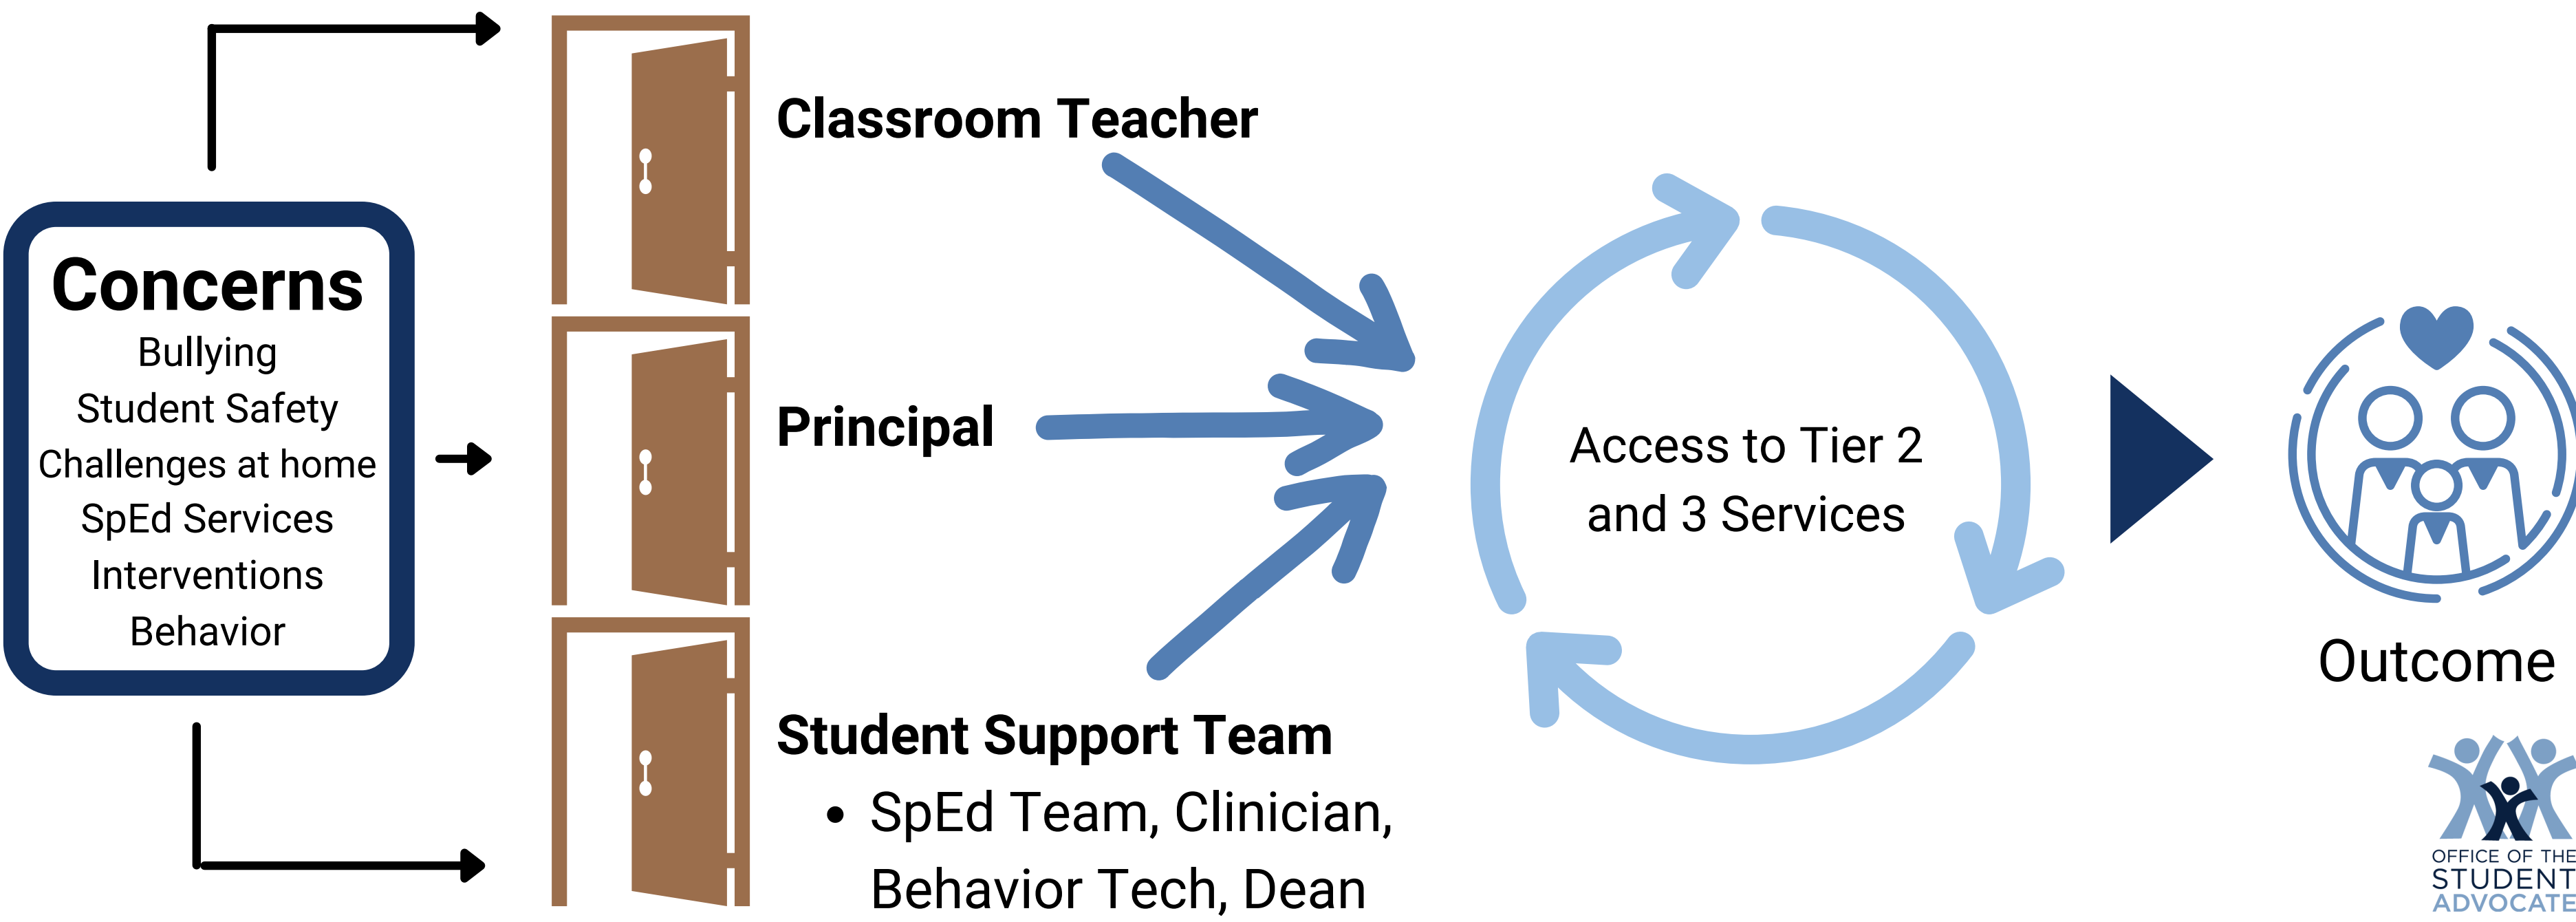 Concerns
Bullying
Student Safety
Challenges at home
SpEd Services
Interventions
Behavior
Classroom Teacher
Principal
Student Support Team
• SpEd Team, Clinician,
Behavior Tech, Dean
Access to Tier 2
and 3 Services
Outcome
OFFICE OF THE
STUDENT
ADVOCATE